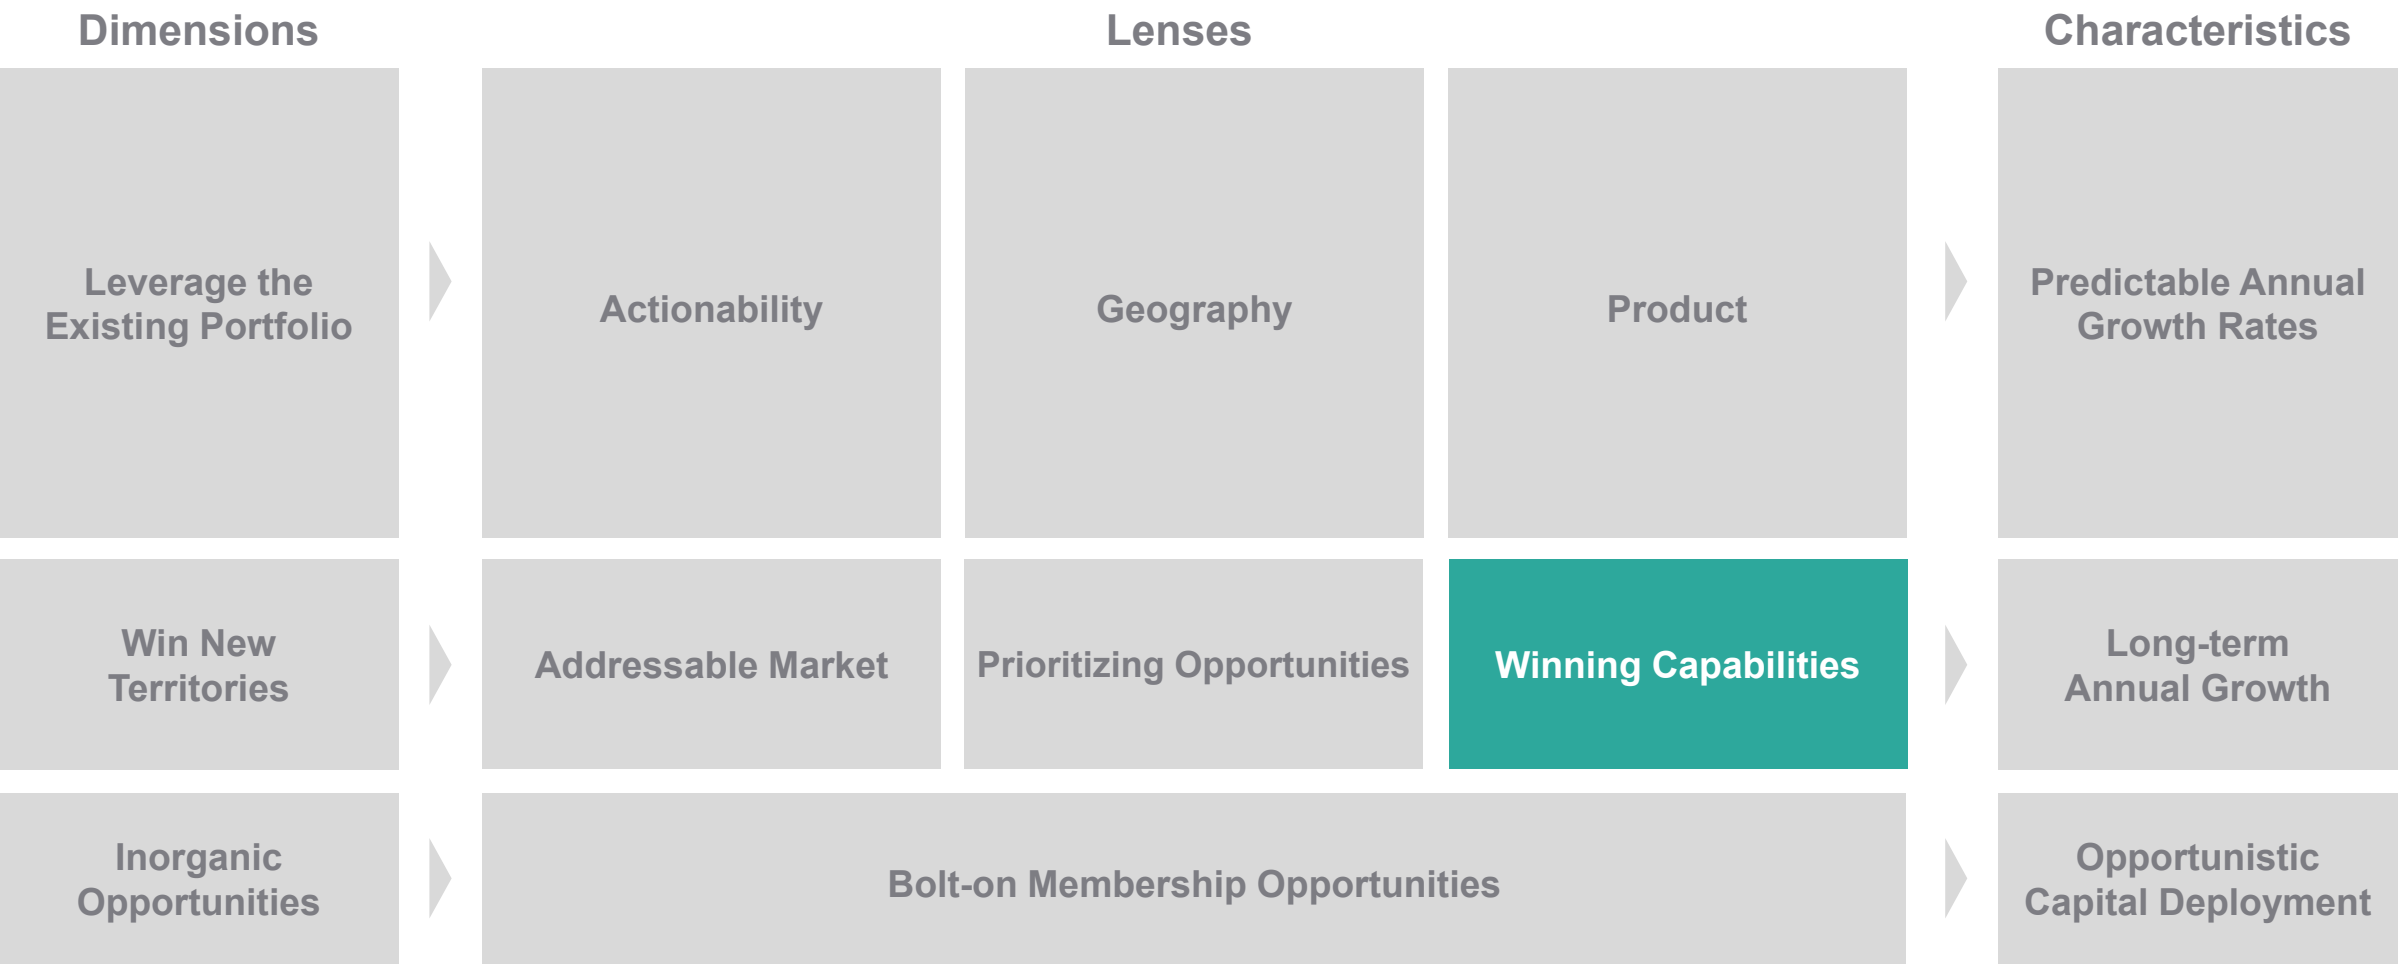 Dimensions
Lenses
Characteristics
Leverage the
Existing Portfolio
Actionability
Geography
Product
Predictable Annual
Growth Rates
Win New
Territories
Addressable Market
Prioritizing Opportunities
Winning Capabilities
Long-term
Annual Growth
Inorganic
Opportunities
Bolt-on Membership Opportunities
Opportunistic
Capital Deployment